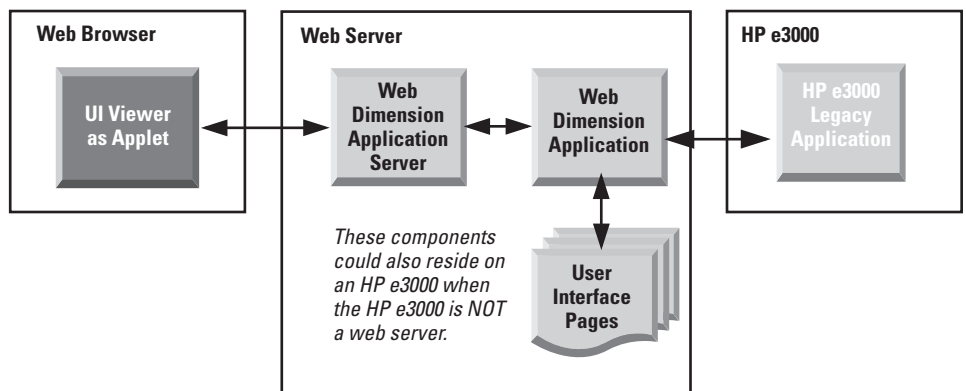 Web Browser
UI Viewer
as Applet
Web Server
Web
Dimension
Application
Server
Web
Dimension
Application
These components
could also reside on
an HP e3000 when
the HP e3000 is NOT
a web server.
User
Interface
Pages
HP e3000
HP e3000
Legacy
Application